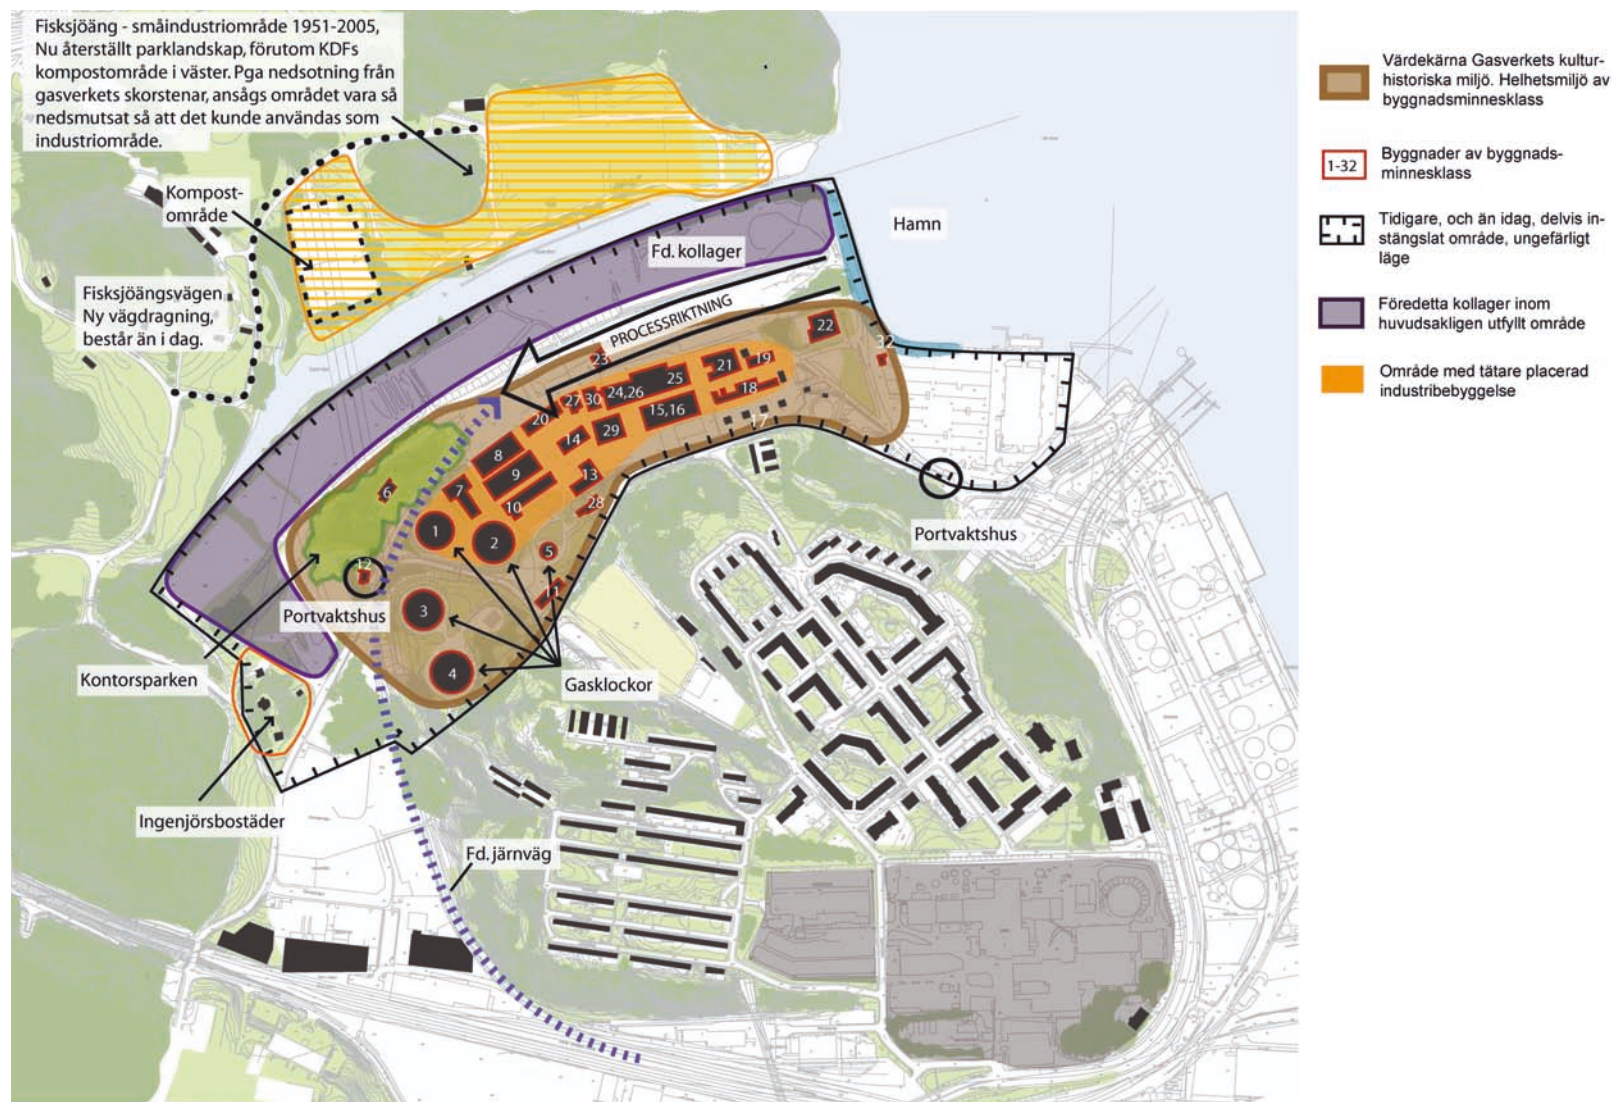 Fisksjöäng - småindustriområde 1951-2005,
Nu återställt parklandskap, förutom KDFs
kompostområde i väster. Pga nedsotning från
gasverkets skorstenar, ansågs området vara så
nedsmutsat så att det kunde användas som
industriområde.
Kompost-
område
Fisksjöängsvägen
Ny vägdragning,
består än i dag.
Fd. kollager
Hamn
PROCESSRIKTNING
22
32
23
21
19
25
24,26
18
27
30
15,16
17
20
29
14
8
9
13
6
7
10
28
1
2
5
12
11
3
4
Portvaktshus
Portvaktshus
Kontorsparken
Gasklockor
Ingenjörsbostäder
Fd. järnväg
Värdekärna Gasverkets kultur-
historiska miljö. Helhetsmiljö av
byggnadsminnesklass
1-32
Byggnader av byggnads-
minnesklass
Tidigare, och än idag, delvis in-
stängslat område, ungefärligt
läge
Föredetta kollager inom
huvudsakligen utfyllt område
Område med tätare placerad
industribebyggelse